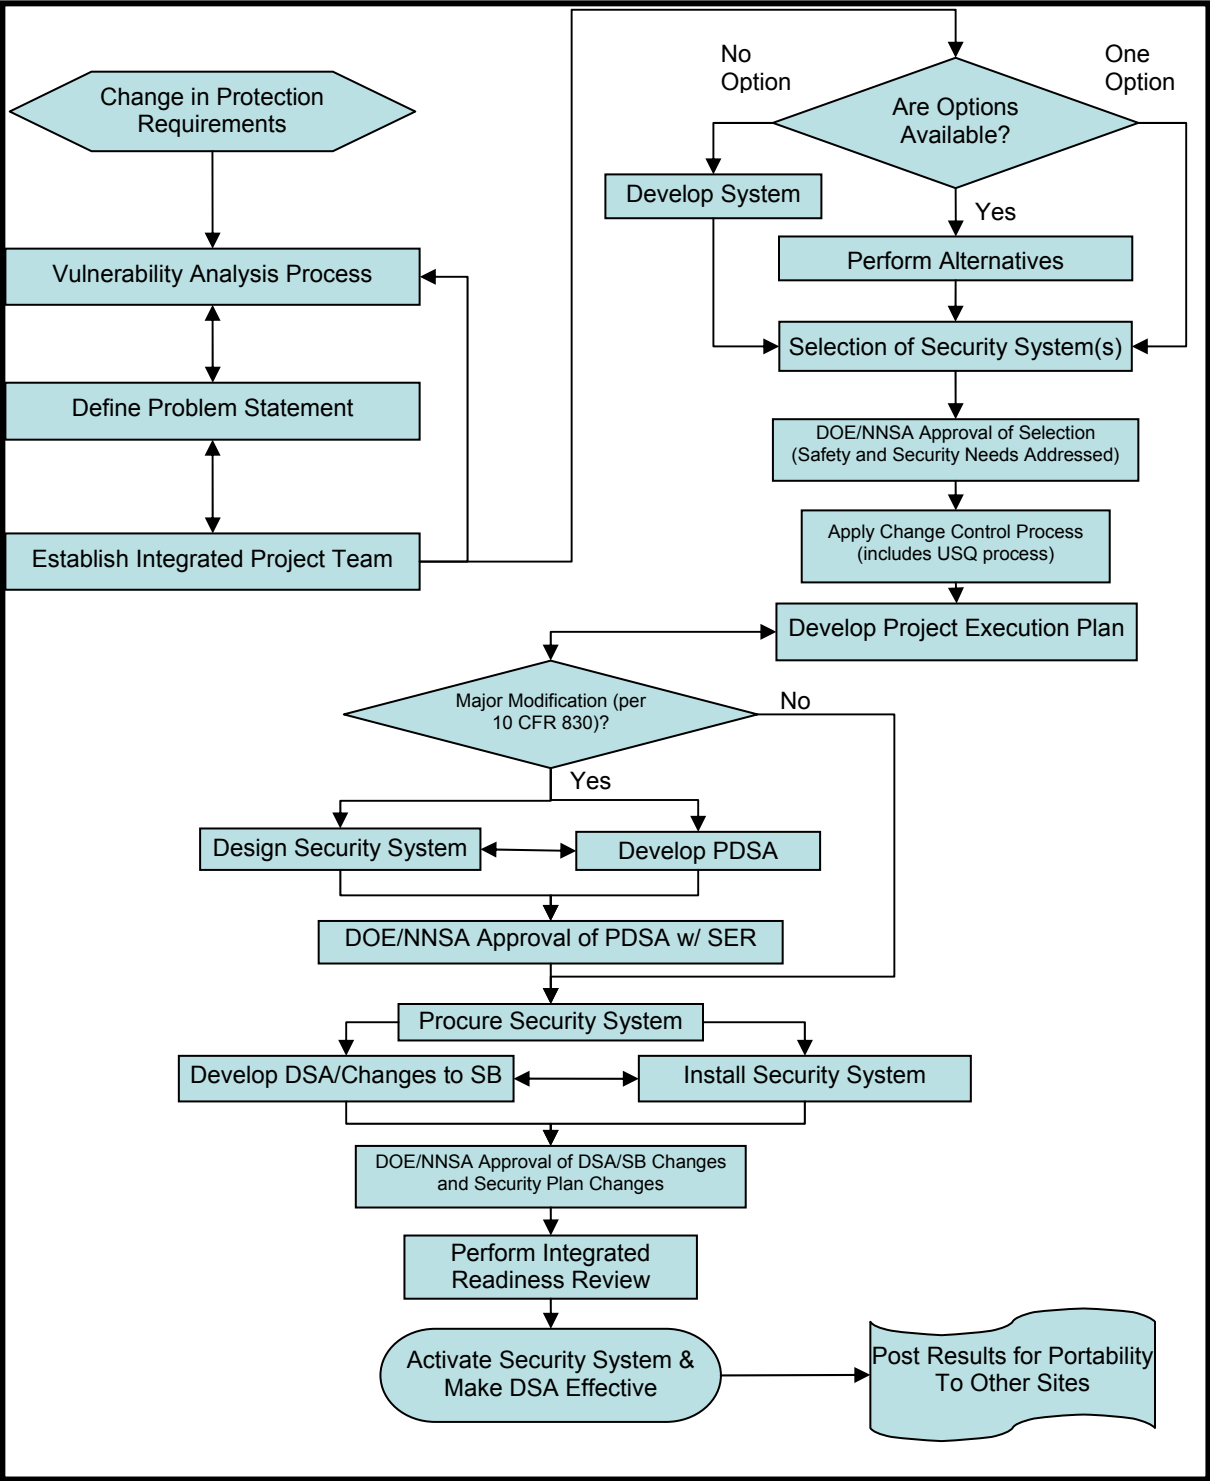 Change in Protection
Requirements
Vulnerability Analysis Process
Define Problem Statement
Establish Integrated Project Team
No
Option
One
Option
Are Options
Available?
Develop System
Yes
Perform Alternatives
Selection of Security System(s)
DOE/NNSA Approval of Selection
(Safety and Security Needs Addressed)
Apply Change Control Process
(includes USQ process)
Develop Project Execution Plan
Major Modification (per
10 CFR 830)?
No
Yes
Design Security System
Develop PDSA
DOE/NNSA Approval of PDSA w/ SER
Procure Security System
Develop DSA/Changes to SB
Install Security System
DOE/NNSA Approval of DSA/SB Changes
and Security Plan Changes
Perform Integrated
Readiness Review
Activate Security System &
Make DSA Effective
Post Results for Portability
To Other Sites